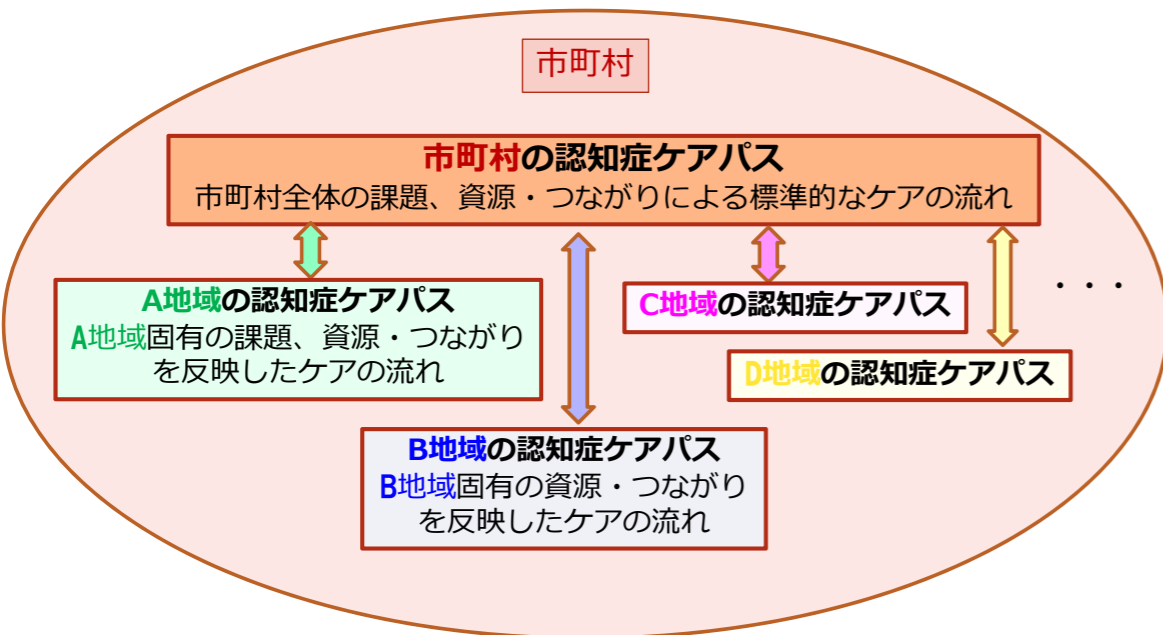 市町村
市町村の認知症ケアパス
市町村全体の課題、資源・つながりによる標準的なケアの流れ
A地域の認知症ケアパス
A地域固有の課題、資源・つながり
を反映したケアの流れ
C地域の認知症ケアパス
・・・
D地域の認知症ケアパス
B地域の認知症ケアパス
B地域固有の資源・つながり
を反映したケアの流れ